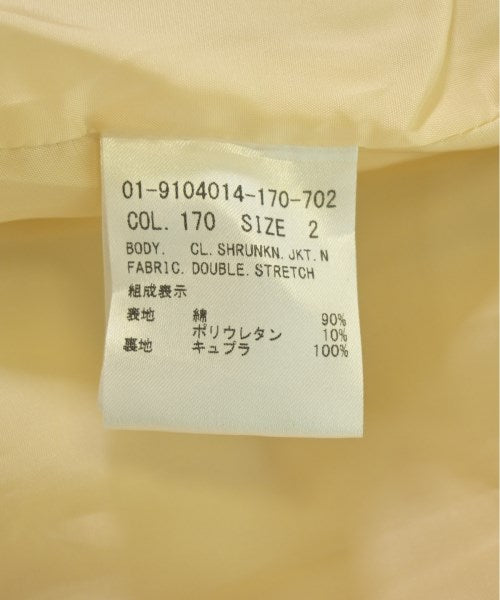 01-9104014-170-702
COL. 170 SIZE 2
BODY. CL. SHRUNKN. JKT. N
FABRIC. DOUBLE. STRETCH
組成表示
表地 綿 90%
ポリウレタン 10%
裏地 キュプラ 100%